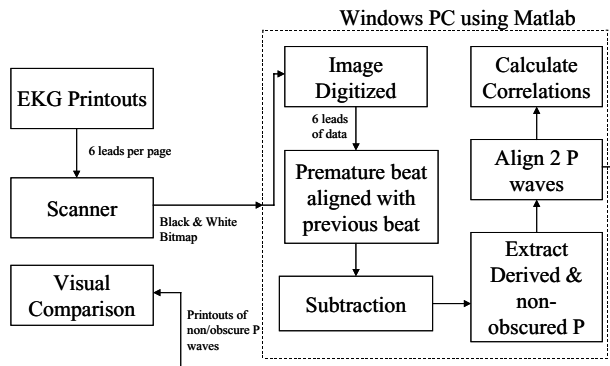 Windows PC using Matlab
EKG Printouts
6 leads per page
Scanner
Black & White
Bitmap
Visual
Comparison
Printouts of
non/obscure P
waves
Image
Digitized
6 leads
of data
Premature beat
aligned with
previous beat
Subtraction
Calculate
Correlations
Align 2 P
waves
Extract
Derived &
non-
obscured P